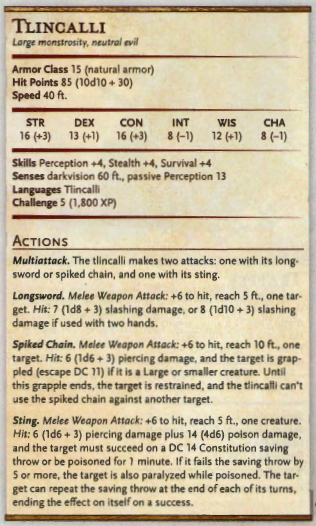 TLINCALLI
Large monstrosity, neutral evil
Armor Class 15 (natural armor)
Hit Points 85 (10d10 + 30)
Speed 40 ft.
STR DEX CON INT WIS CHA
16 (+3) 13 (+1) 16 (+3) 8 (–1) 12 (+1) 8 (–1)
Skills Perception +4, Stealth +4, Survival +4
Senses darkvision 60 ft., passive Perception 13
Languages Tlincalli
Challenge 5 (1,800 XP)
ACTIONS
Multiattack. The tlincalli makes two attacks: one with its long-
sword or spiked chain, and one with its sting.
Longsword. Melee Weapon Attack: +6 to hit, reach 5 ft., one tar-
get. Hit: 7 (1d8 + 3) slashing damage, or 8 (1d10 + 3) slashing
damage if used with two hands.
Spiked Chain. Melee Weapon Attack: +6 to hit, reach 10 ft., one
target. Hit: 6 (1d6 + 3) piercing damage, and the target is grap-
pled (escape DC 11) if it is a Large or smaller creature. Until
this grapple ends, the target is restrained, and the tlincalli can't
use the spiked chain against another target.
Sting. Melee Weapon Attack: +6 to hit, reach 5 ft., one creature.
Hit: 6 (1d6 + 3) piercing damage plus 14 (4d6) poison damage,
and the target must succeed on a DC 14 Constitution saving
throw or be poisoned for 1 minute. If it fails the saving throw by
5 or more, the target is also paralyzed while poisoned. The tar-
get can repeat the saving throw at the end of each of its turns,
ending the effect on itself on a success.